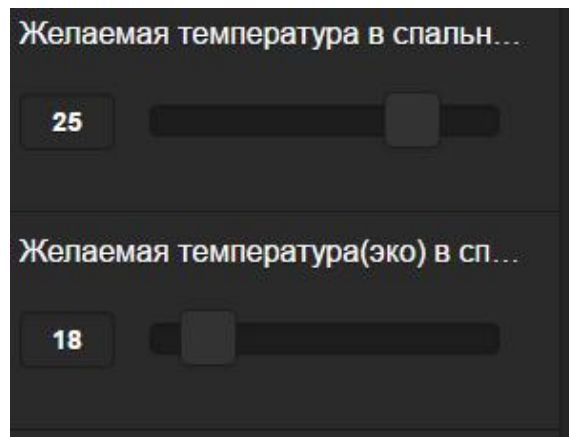 Желаемая температура в спальн...
25
Желаемая температура(эко) в сп...
18